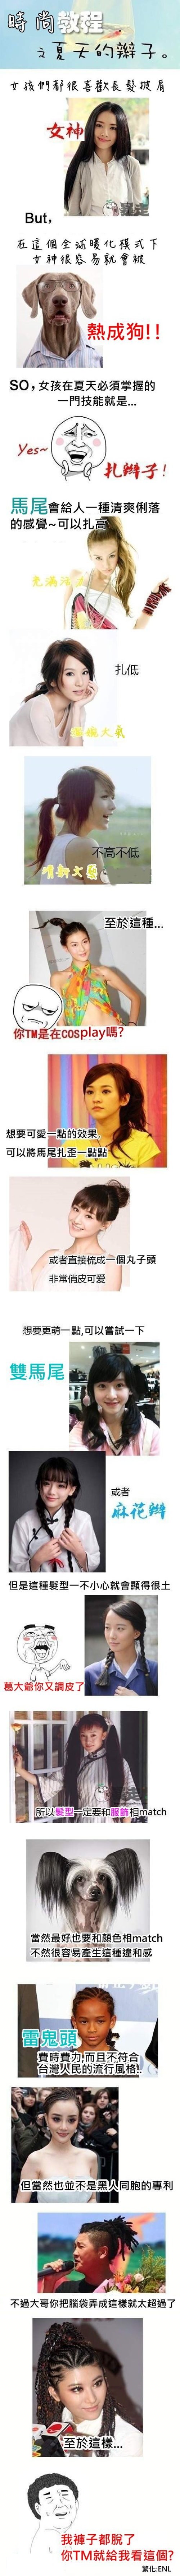 時尚教程
之夏天的辮子。
女孩們都很喜歡長髮披肩
女神
But,
在這個全球暖化模式下
女神很容易就會被
熱成狗!!
SO,女孩在夏天必須掌握的
一門技能就是...
Yes~
扎辮子!
馬尾會給人一種清爽俐落
的感覺~可以扎高
充滿活力
扎低
大氣
不高不低
清新大發
至於這種...
你TM是在cosplay嗎?
想要可愛一點的效果,
可以將馬尾扎歪一點點
或者直接梳成一個丸子頭
非常俏皮可愛
想要更萌一點,可以嘗試一下
雙馬尾
或者
麻花辮
但是這種髮型一不小心就會顯得很土
葛大爺你又調皮了
所以髮型一定要和服飾相match
當然最好也要和顏色相match
不然很容易產生這種違和感
雷鬼頭
費時費力,而且不符合
台灣人民的流行風格..
但當然也並不是黑人同胞的專利
不過大哥你把腦袋弄成這樣就太超過了
至於這樣...
我褲子都脫了
你TM就給我看這個?
繁化:ENL